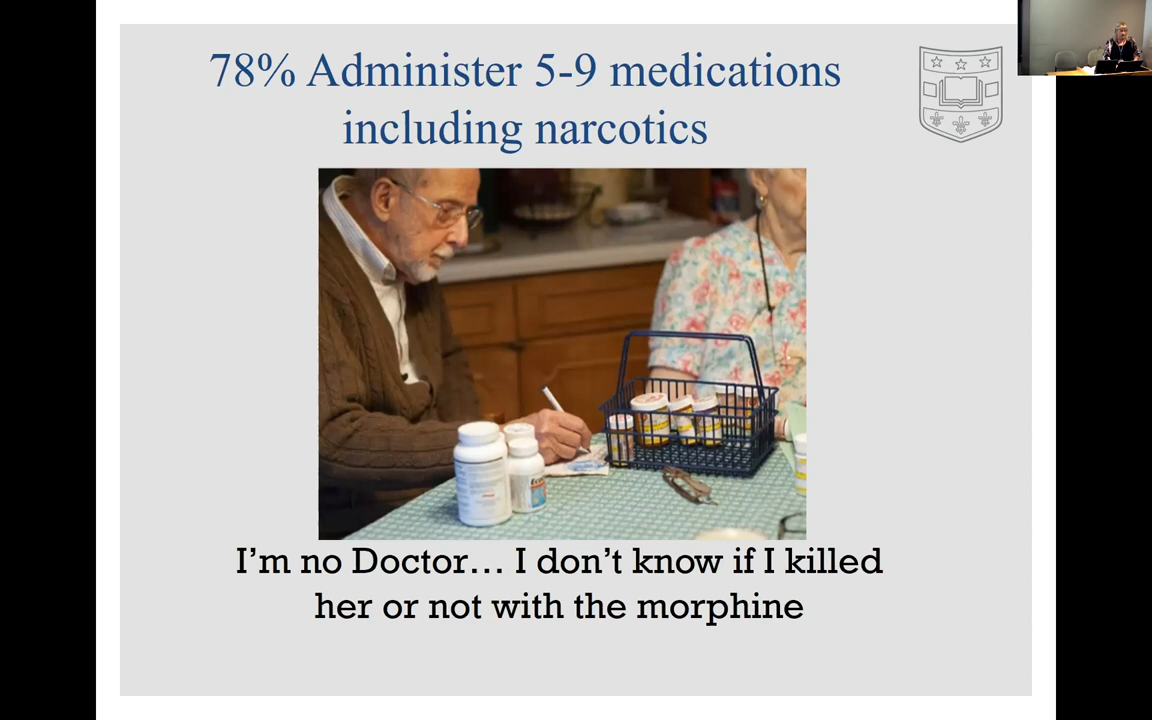 78% Administer 5-9 medications
including narcotics
I'm no Doctor... I don't know if I killed
her or not with the morphine